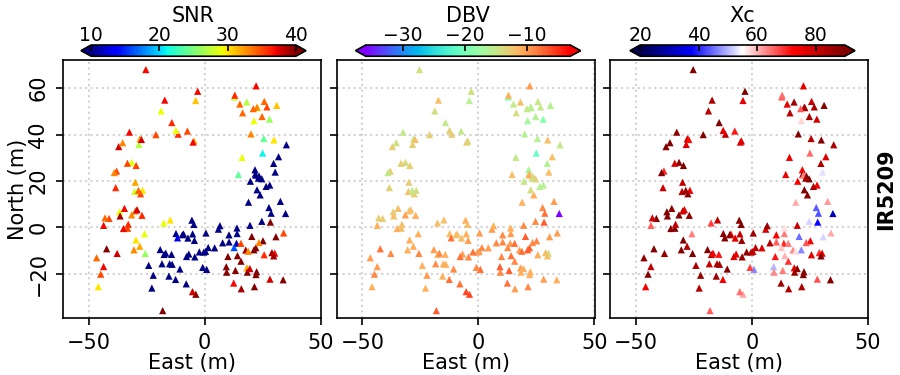 SNR DBV Xc
10 20 30 40 −30 −20 −10 20 40 60 80
60
40
20
0
−20
North (m)
IR5209
−50 0 50 −50 0 50 −50 0 50
East (m) East (m) East (m)